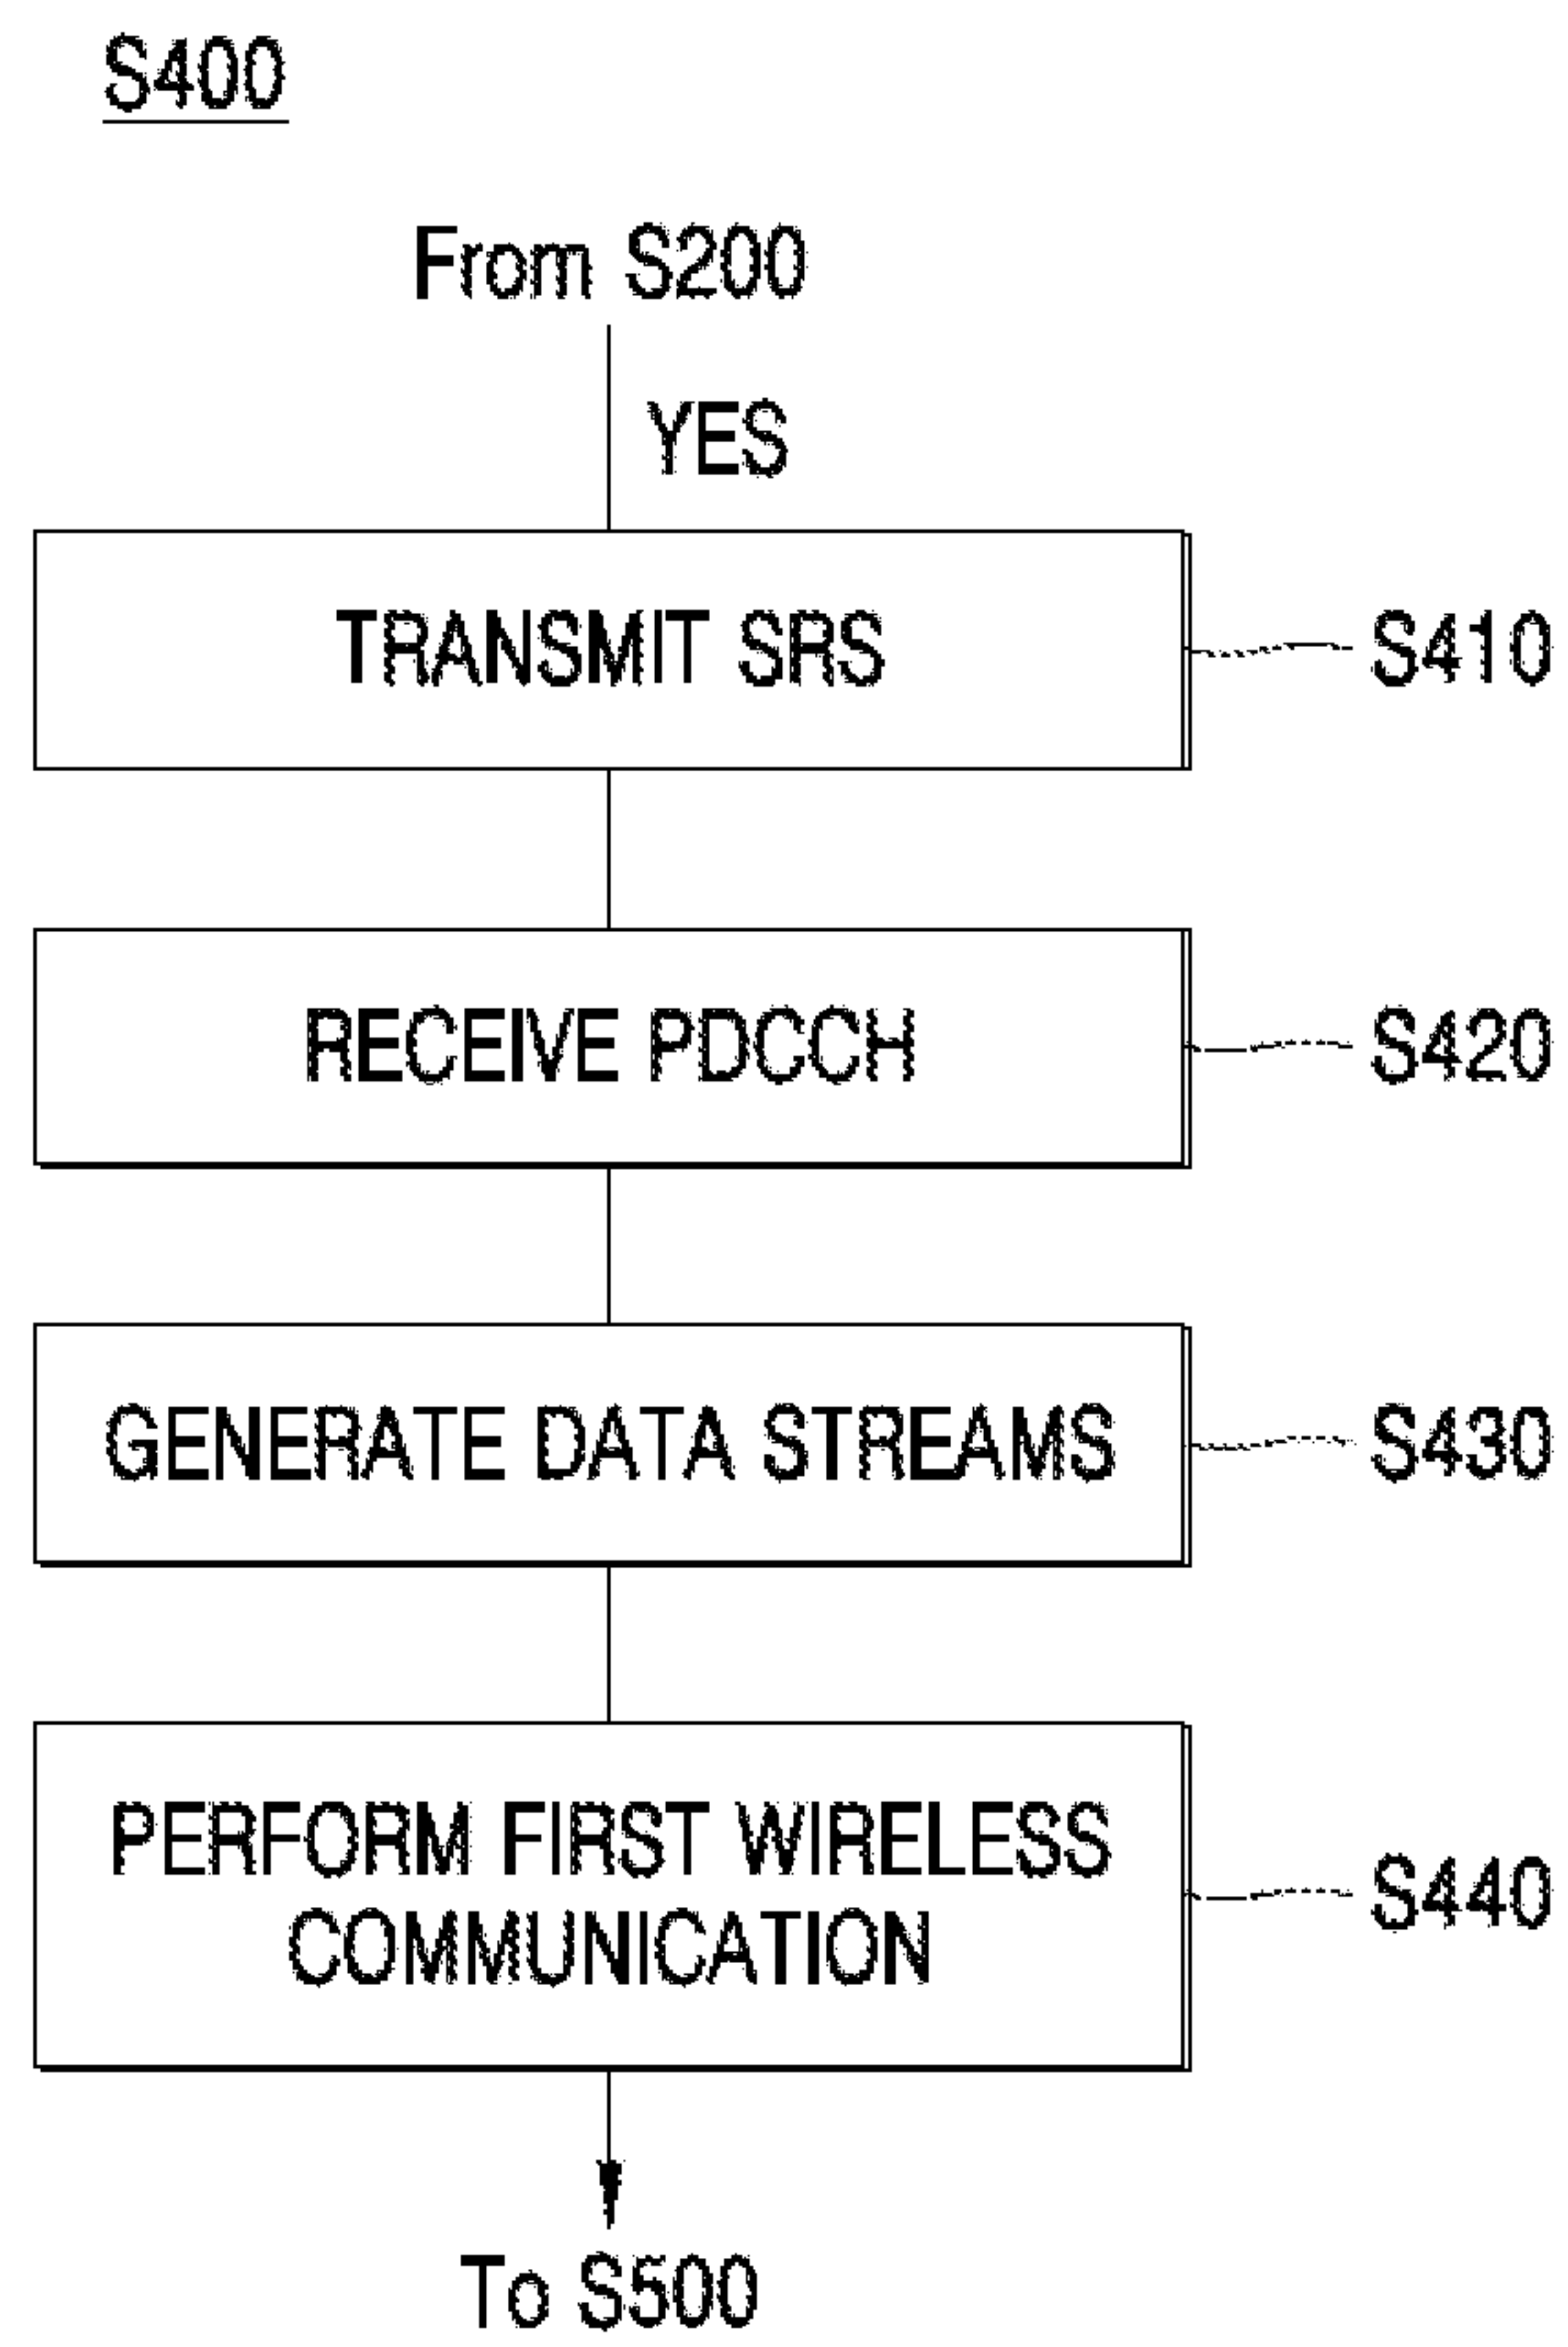 S400
From S200
YES
TRANSMIT SRS
S410
RECEIVE PDCCH
S420
GENERATE DATA STREAMS
S430
PERFORM FIRST WIRELESS
COMMUNICATION
S440
To S500